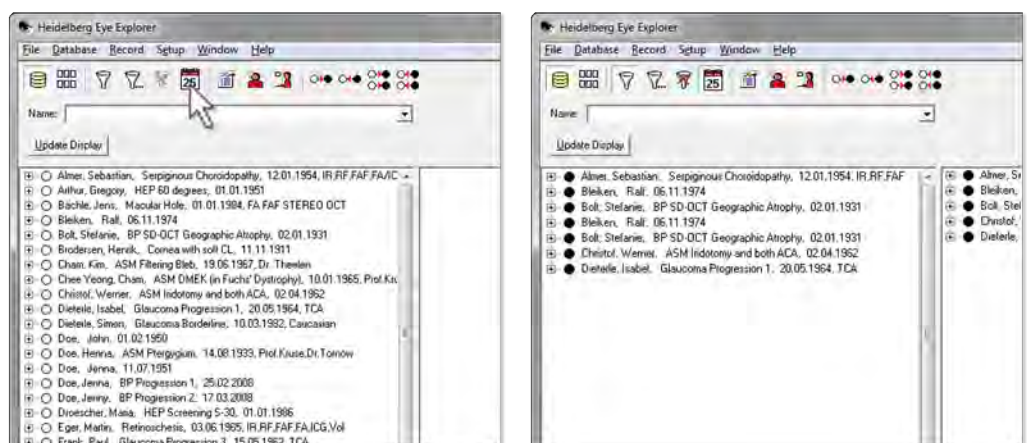 Heidelberg Eye Explorer
File Database Record Setup Window Help
25
Name:
Update Display
Almer, Sebastian, Serpiginous Choroidopathy, 12.01.1954, IR,RF,FAF,FA/IC
Arthur, Gregory, HEP 60 degrees, 01.01.1951
Bächle, Jens, Macular Hole, 01.01.1984, FA FAF STEREO OCT
Bleiken, Ralf, 06.11.1974
Bolt, Stefanie, BP SD-OCT Geographic Atrophy, 02.01.1931
Brodersen, Henrik, Cornea with soft CL, 11.11.1911
Cham, Kim, ASM Filtering Bleb, 19.06.1967, Dr. Theelen
Chee Yeong, Cham, ASM DMEK (in Fuchs' Dystrophy), 10.01.1965, Prof.Kru
Christof, Werner, ASM Iridotomy and both ACA, 02.04.1962
Dieterle, Isabel, Glaucoma Progression 1, 20.05.1964, TCA
Dieterle, Simon, Glaucoma Borderline, 10.03.1992, Caucasian
Doe, John, 01.02.1950
Doe, Henna, ASM Pterygium, 14.08.1933, Prof.Kruse,Dr.Tornow
Doe, Jenna, 11.07.1951
Doe, Jenna, BP Progression 1, 25.02.2008
Doe, Jenny, BP Progression 2, 17.03.2008
Droescher, Maria, HEP Screening S-30, 01.01.1986
Eger, Martin, Retinoschesis, 03.06.1965, IR,RF,FAF,FA,ICG,Vol
Frank, Paul, Glaucoma Progression 3, 15.05.1962, TCA
Heidelberg Eye Explorer
File Database Record Setup Window Help
25
Name
Update Display
Almer, Sebastian, Serpiginous Choroidopathy, 12.01.1954, IR,RF,FAF
Bleiken, Ralf, 06.11.1974
Bolt, Stefanie, BP SD-OCT Geographic Atrophy, 02.01.1931
Bleiken, Ralf, 06.11.1974
Bolt, Stefanie, BP SD-OCT Geographic Atrophy, 02.01.1931
Christof, Werner, ASM Iridotomy and both ACA, 02.04.1962
Dieterle, Isabel, Glaucoma Progression 1, 20.05.1964, TCA
Almer, Se
Bleiken,
Bolt, Stef
Christof,
Dieterle,